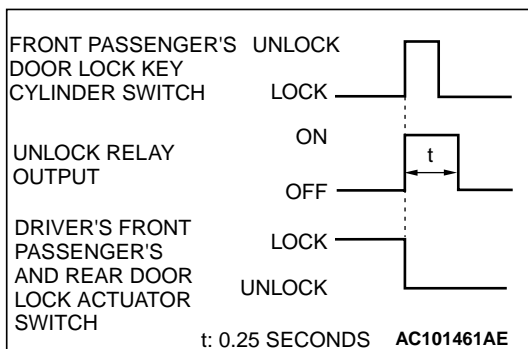 FRONT PASSENGER'S UNLOCK
DOOR LOCK KEY
CYLINDER SWITCH LOCK
ON
UNLOCK RELAY t
OUTPUT
OFF
DRIVER'S FRONT LOCK
PASSENGER'S
AND REAR DOOR
LOCK ACTUATOR UNLOCK
SWITCH
t: 0.25 SECONDS AC101461AE